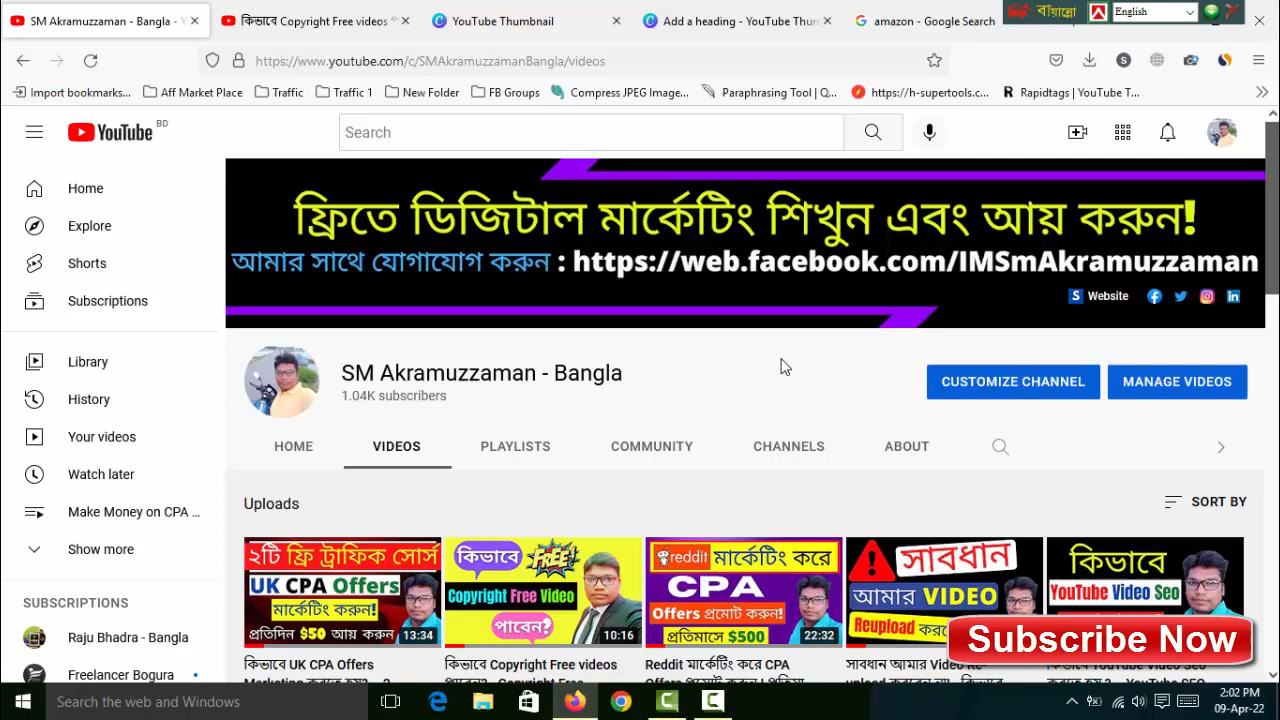 SM Akramuzzaman - Bangla - Y
কিভাবে Copyright Free videos
YouTube Thumbnail
Add a heading - YouTube Thum
amazon - Google Search
বাঁয়ান্নো
English
https://www.youtube.com/c/SMAkramuzzamanBangla/videos
Import bookmarks...
Aff Market Place
Traffic
Traffic 1
New Folder
FB Groups
Compress JPEG Image...
Paraphrasing Tool | Q...
https://h-supertools.c...
Rapidtags | YouTube T...
YouTube BD
Search
Home
Explore
Shorts
Subscriptions
Library
History
Your videos
Watch later
Make Money on CPA ...
Show more
SUBSCRIPTIONS
Raju Bhadra - Bangla
Freelancer Bogura
ফ্রিতে ডিজিটাল মার্কেটিং শিখুন এবং আয় করুন!
আমার সাথে যোগাযোগ করুন : https://web.facebook.com/IMSmAkramuzzaman
S Website
SM Akramuzzaman - Bangla
1.04K subscribers
CUSTOMIZE CHANNEL
MANAGE VIDEOS
HOME
VIDEOS
PLAYLISTS
COMMUNITY
CHANNELS
ABOUT
Uploads
SORT BY
২টি ফ্রি ট্রাফিক সোর্স
UK CPA Offers
মার্কেটিং করুন!
প্রতিদিন $50 আয় করুন
13:34
কিভাবে UK CPA Offers
কিভাবে
FREE!
Copyright Free Video
পাবেন?
10:16
কিভাবে Copyright Free videos
reddit মার্কেটিং করে
CPA
Offers প্রমোট করুন!
প্রতিমাসে $500
22:32
Reddit মার্কেটিং করে CPA
সাবধান
আমার VIDEO
Reupload
সাবধান আমার Video Re-
কিভাবে
YouTube Video Seo
Subscribe Now
Search the web and Windows
2:02 PM
09-Apr-22